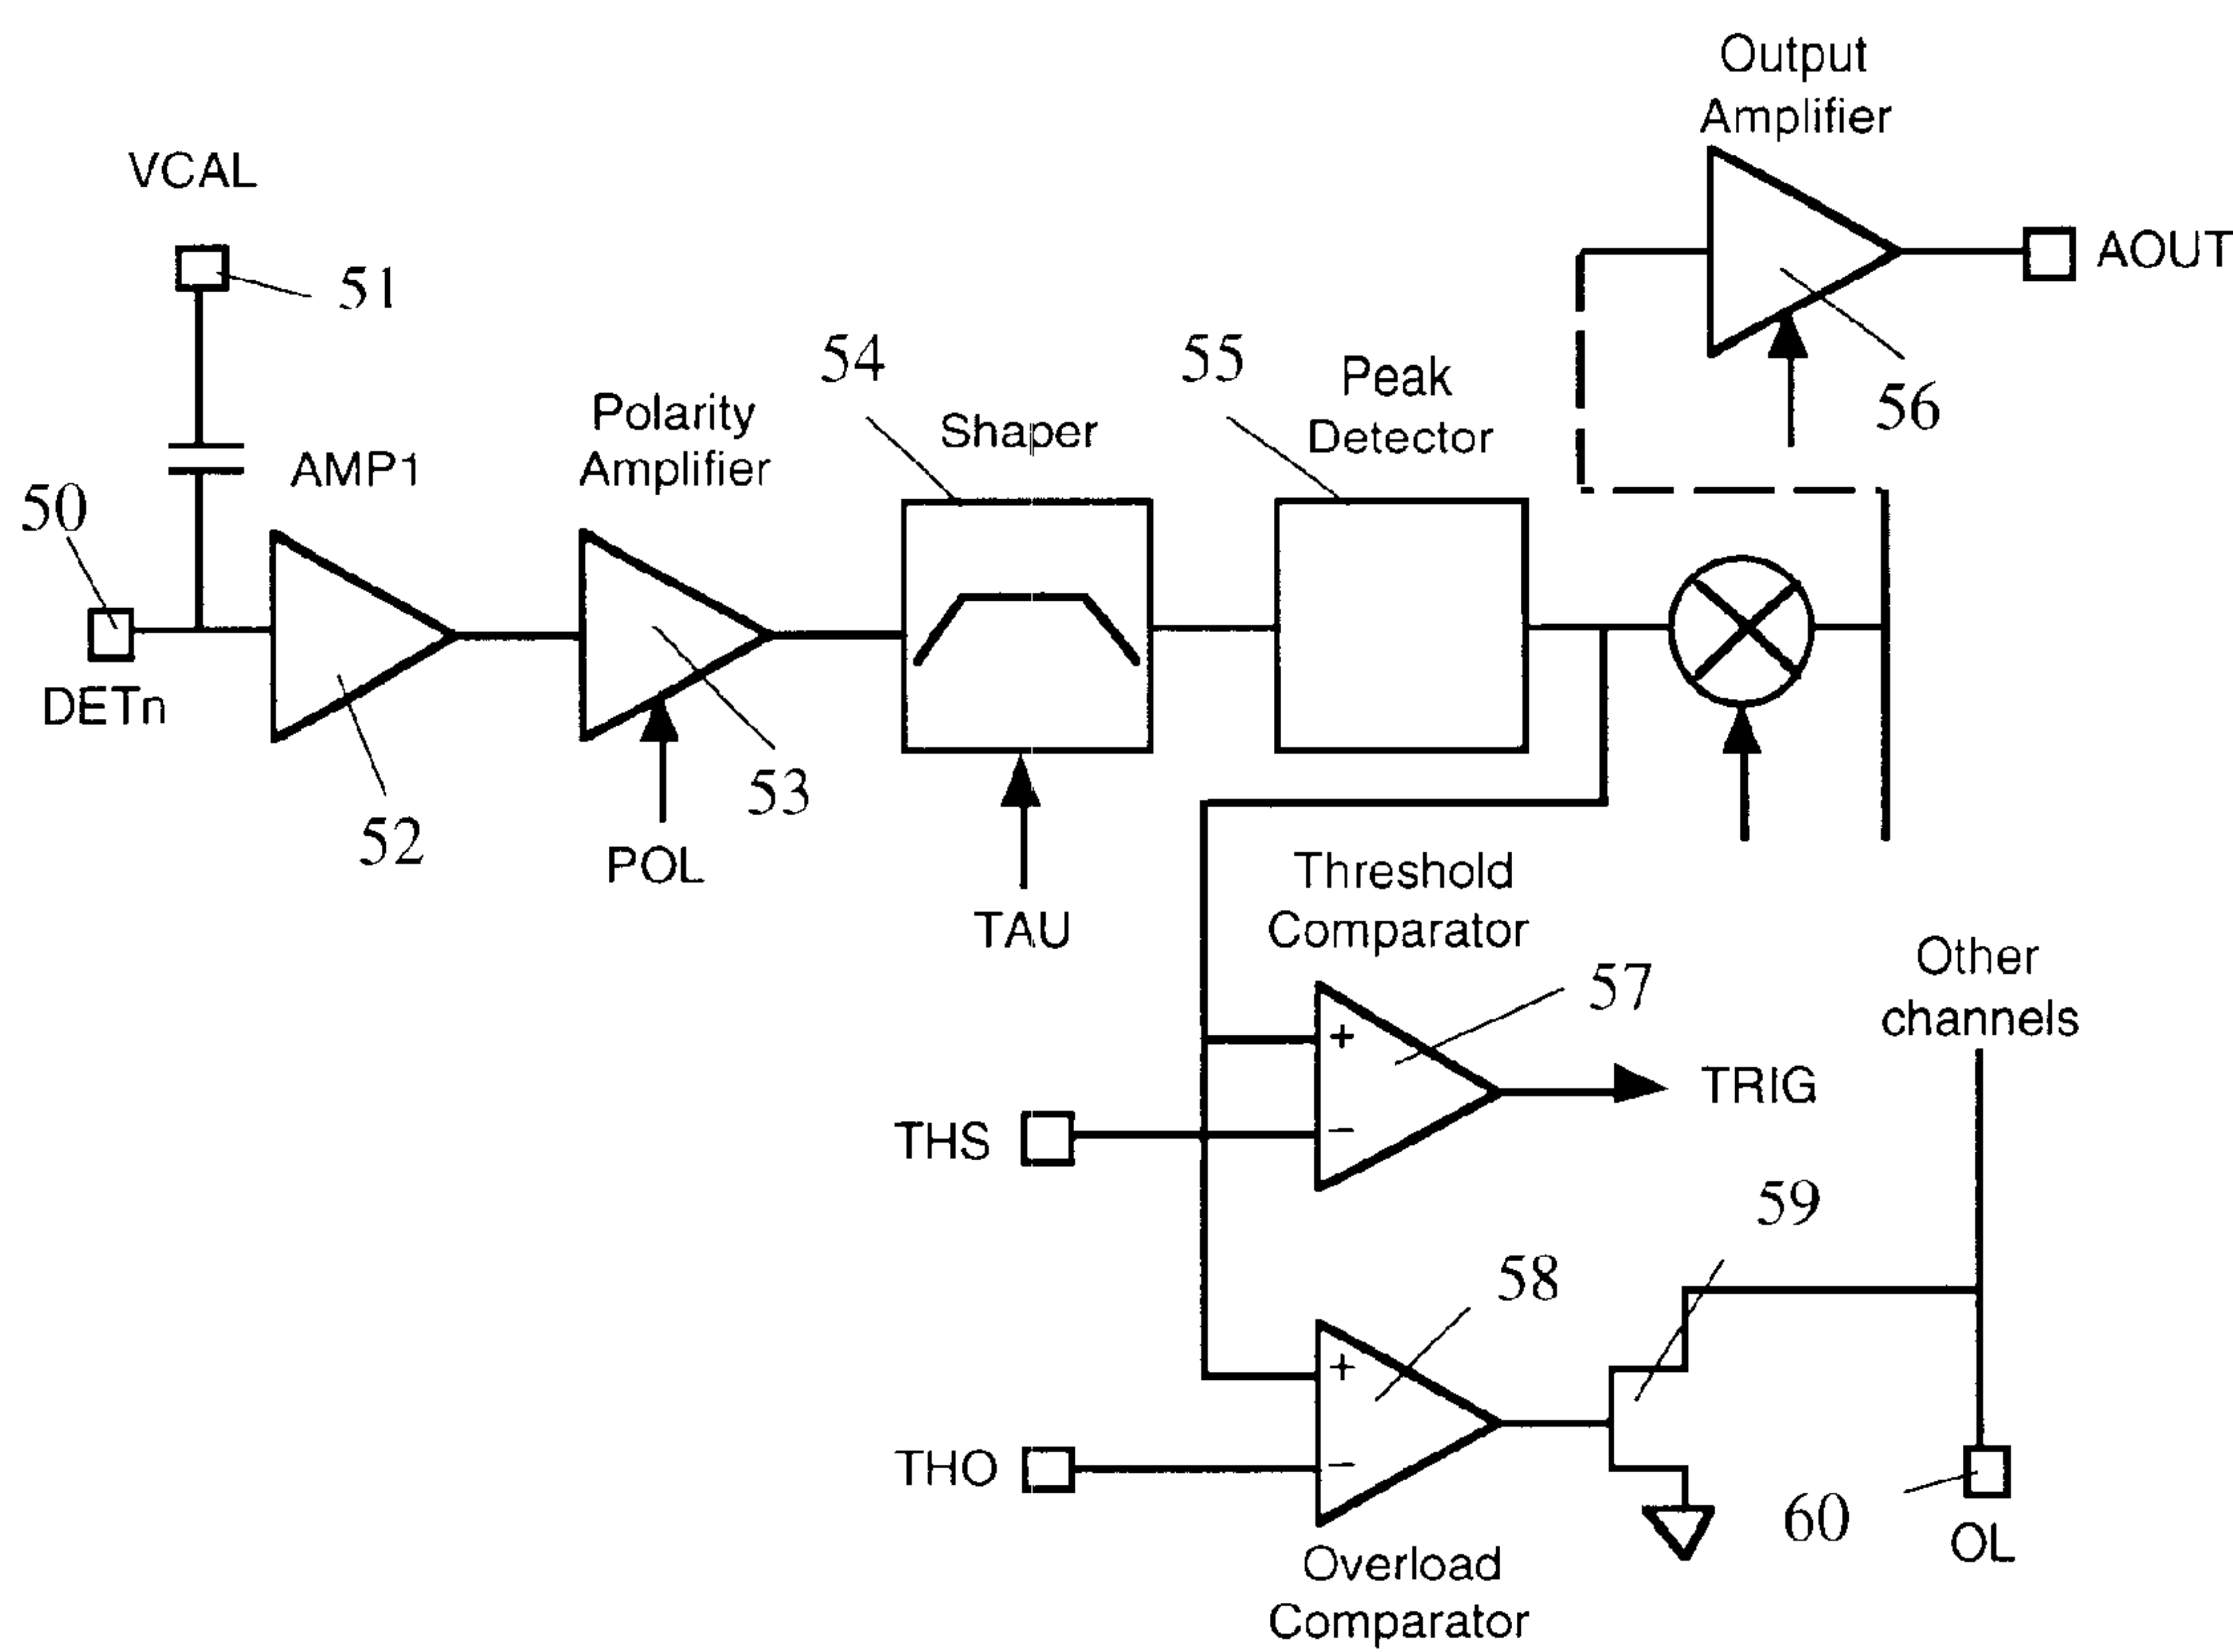 Output
Amplifier
VCAL
AOUT
51
54
55
Peak
Detector
56
Polarity
Amplifier
Shaper
AMP1
50
DETn
53
52
POL
TAU
Threshold
Comparator
Other
channels
57
+
TRIG
THS
−
59
58
+
THO
−
60
OL
Overload
Comparator